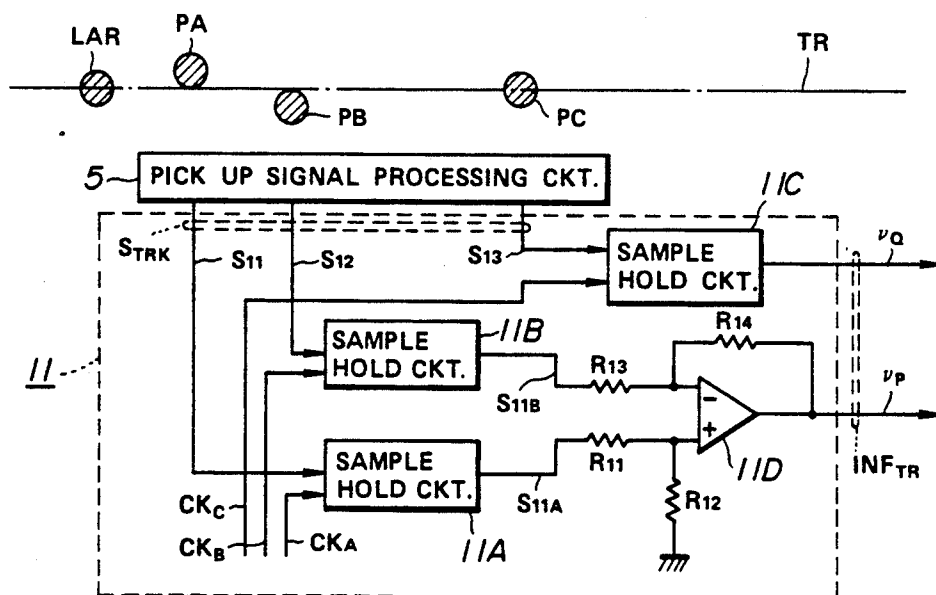 LAR
PA
TR
PB
PC
5
PICK UP SIGNAL PROCESSING CKT.
11C
STRK
S11
S12
S13
SAMPLE
HOLD CKT.
νQ
11B
R14
SAMPLE
HOLD CKT.
11
R13
S11B
νP
−
+
SAMPLE
HOLD CKT.
R11
11D
INFTR
S11A
R12
CKC
CKB
CKA
11A